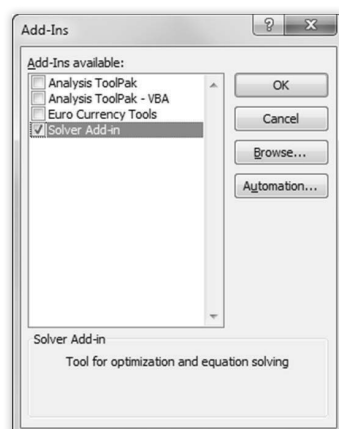 Add-Ins
Add-Ins available:
Analysis ToolPak
Analysis ToolPak - VBA
Euro Currency Tools
Solver Add-in
OK
Cancel
Browse...
Automation...
Solver Add-in
Tool for optimization and equation solving